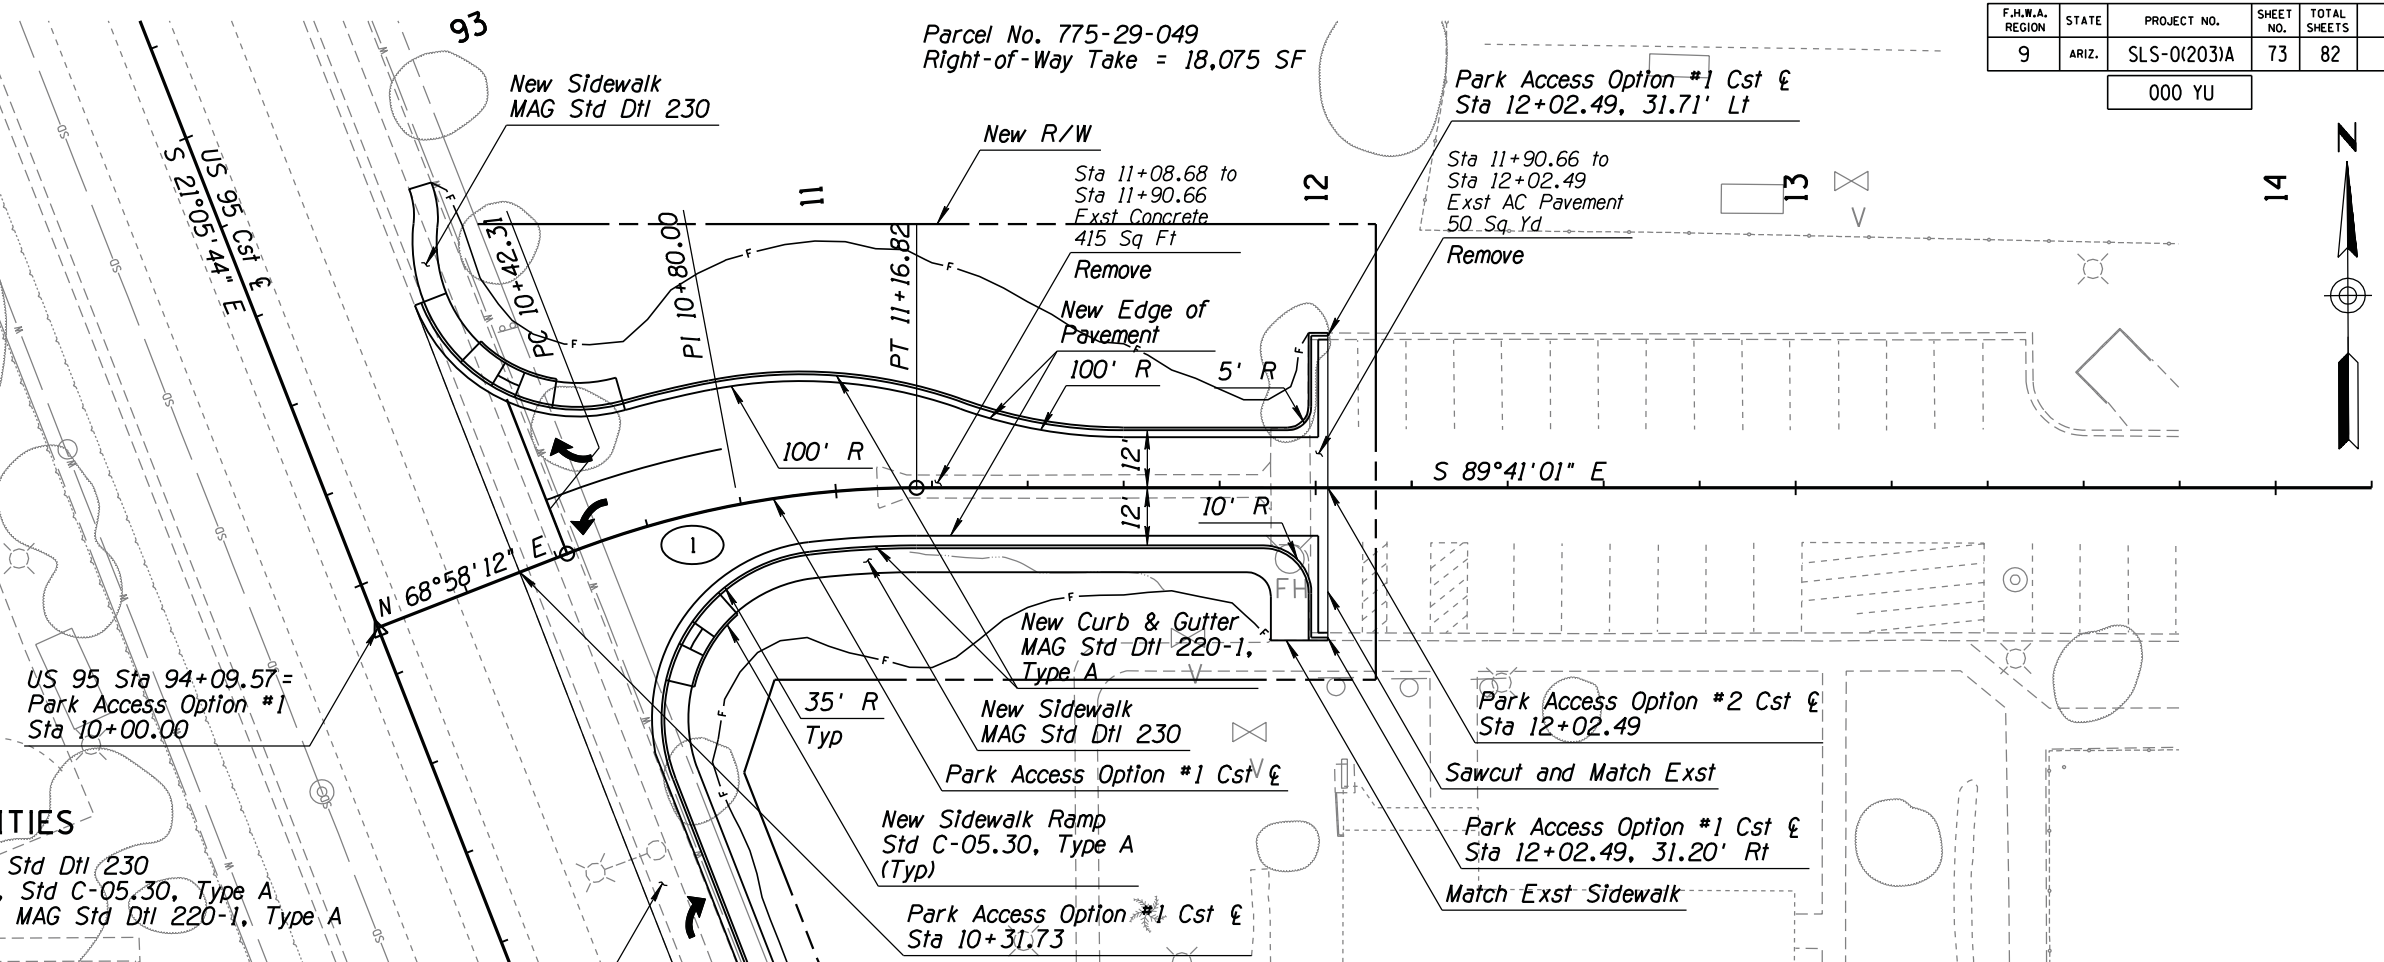 F.H.W.A. REGION
STATE
PROJECT NO.
SHEET NO.
TOTAL SHEETS
9
ARIZ.
SLS-0(203)A
73
82
000 YU
93
Parcel No. 775-29-049
Right-of-Way Take = 18,075 SF
New Sidewalk
MAG Std Dtl 230
Park Access Option #1 Cst ℄
Sta 12+02.49, 31.71' Lt
New R/W
N
US 95 Cst ℄
S 21°05'44" E
11
12
13
14
Sta 11+08.68 to
Sta 11+90.66
Exst Concrete
415 Sq Ft
Remove
Sta 11+90.66 to
Sta 12+02.49
Exst AC Pavement
50 Sq Yd
Remove
V
PC 10+42.31
PI 10+80.00
PT 11+16.82
New Edge of
Pavement
100' R
5' R
100' R
12'
12'
S 89°41'01" E
10' R
1
N 68°58'12" E
FH
New Curb & Gutter
MAG Std Dtl 220-1,
Type A
V
US 95 Sta 94+09.57=
Park Access Option #1
Sta 10+00.00
35' R
Typ
New Sidewalk
MAG Std Dtl 230
Park Access Option #2 Cst ℄
Sta 12+02.49
V
Park Access Option #1 Cst ℄
Sawcut and Match Exst
New Sidewalk Ramp
Std C-05.30, Type A
(Typ)
Park Access Option #1 Cst ℄
Sta 12+02.49, 31.20' Rt
Match Exst Sidewalk
Park Access Option #1 Cst ℄
Sta 10+31.73
ITIES
Std Dtl 230
, Std C-05.30, Type A
MAG Std Dtl 220-1, Type A
F
F
F
F
F
F
F
F
F
F
F
F
SD
SD
SD
SD
SD
SD
SD
W
W
W
W
W
W